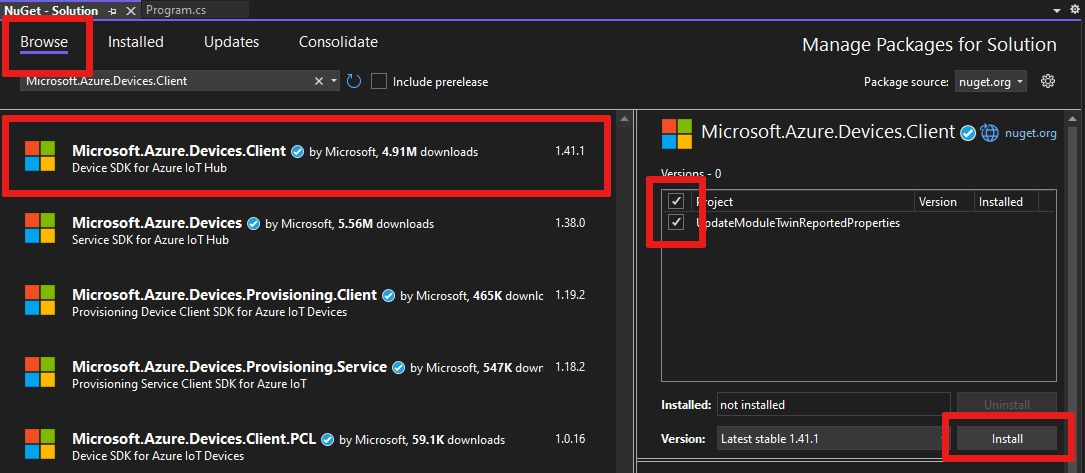 NuGet - Solution
Program.cs
Browse
Installed
Updates
Consolidate
Manage Packages for Solution
Microsoft.Azure.Devices.Client
Include prerelease
Package source: nuget.org
Microsoft.Azure.Devices.Client by Microsoft, 4.91M downloads 1.41.1
Device SDK for Azure IoT Hub
Microsoft.Azure.Devices by Microsoft, 5.56M downloads 1.38.0
Service SDK for Azure IoT Hub
Microsoft.Azure.Devices.Provisioning.Client by Microsoft, 465K downlc 1.19.2
Provisioning Device Client SDK for Azure IoT Devices
Microsoft.Azure.Devices.Provisioning.Service by Microsoft, 547K down 1.18.2
Provisioning Service Client SDK for Azure IoT
Microsoft.Azure.Devices.Client.PCL by Microsoft, 59.1K downloads 1.0.16
Device SDK for Azure IoT Devices
Microsoft.Azure.Devices.Client nuget.org
Versions - 0
Project Version Installed
UpdateModuleTwinReportedProperties
Installed: not installed Uninstall
Version: Latest stable 1.41.1 Install